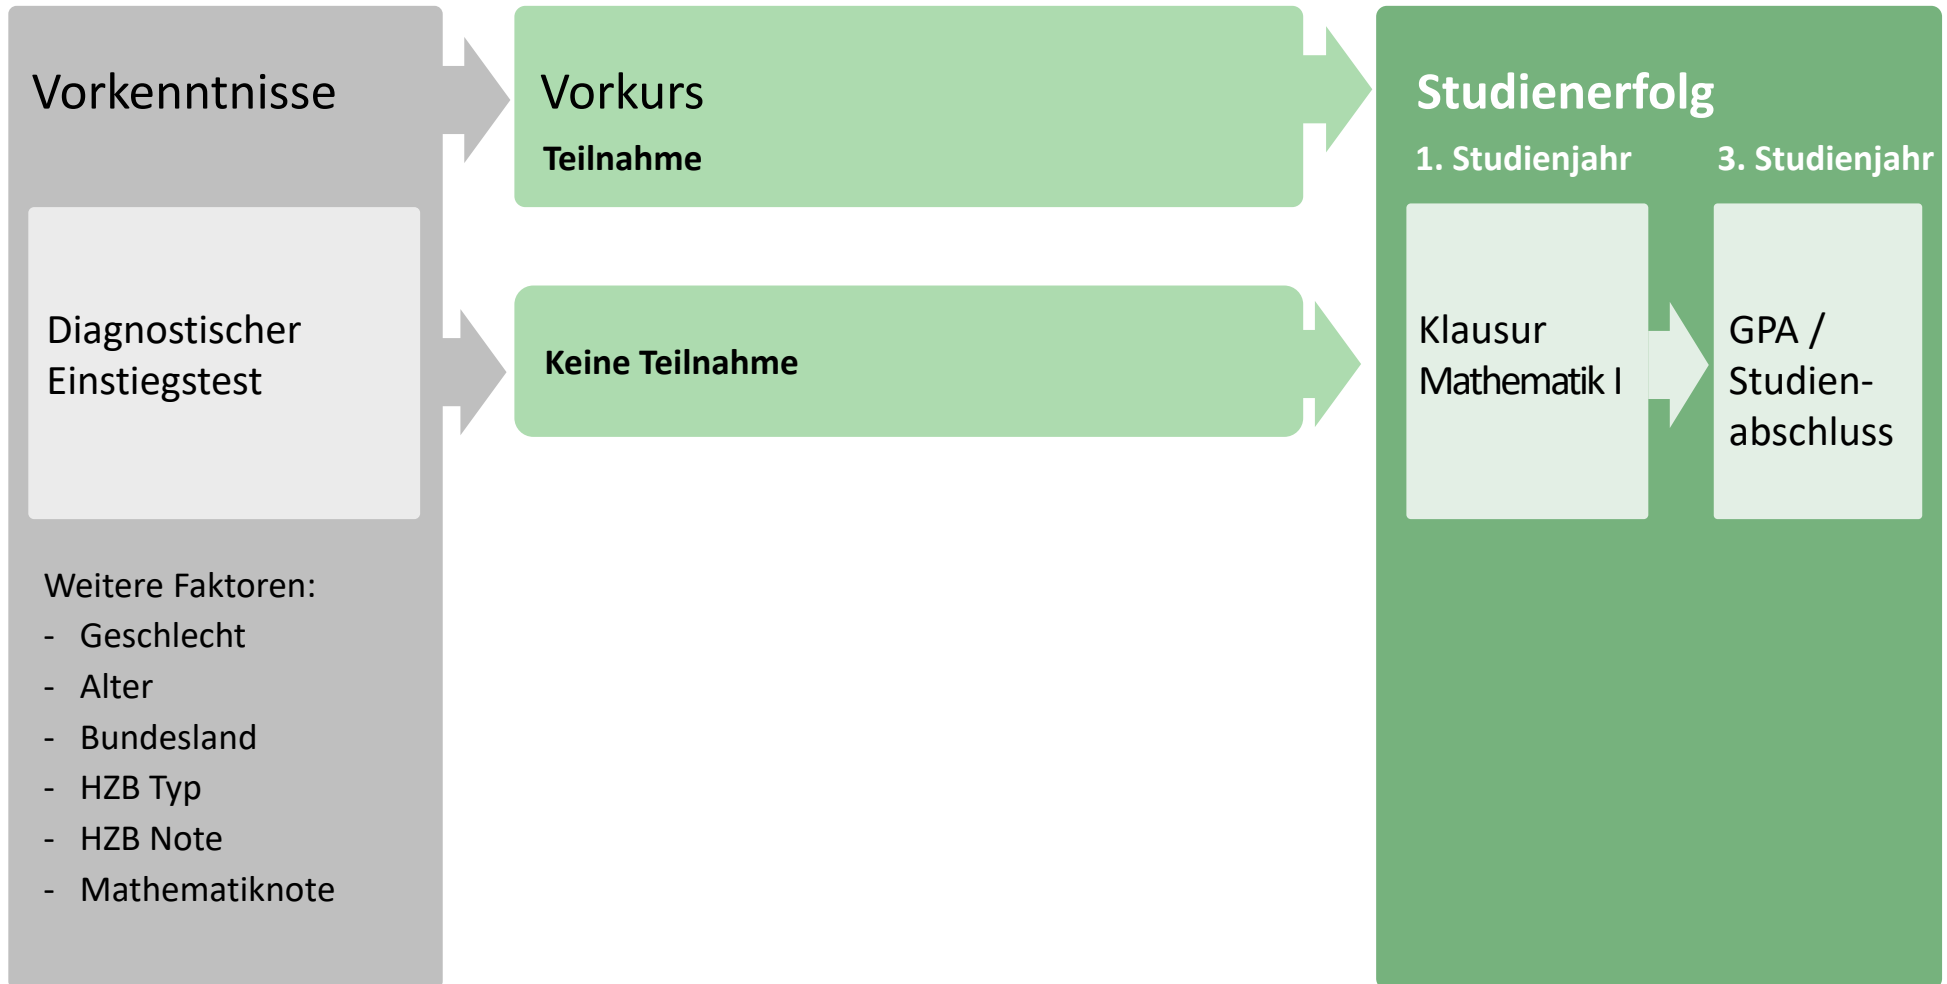 Vorkenntnisse
Diagnostischer
Einstiegstest
Weitere Faktoren:
- Geschlecht
- Alter
- Bundesland
- HZB Typ
- HZB Note
- Mathematiknote
Vorkurs
Teilnahme
Keine Teilnahme
Studienerfolg
1. Studienjahr
3. Studienjahr
Klausur
Mathematik I
GPA /
Studien-
abschluss